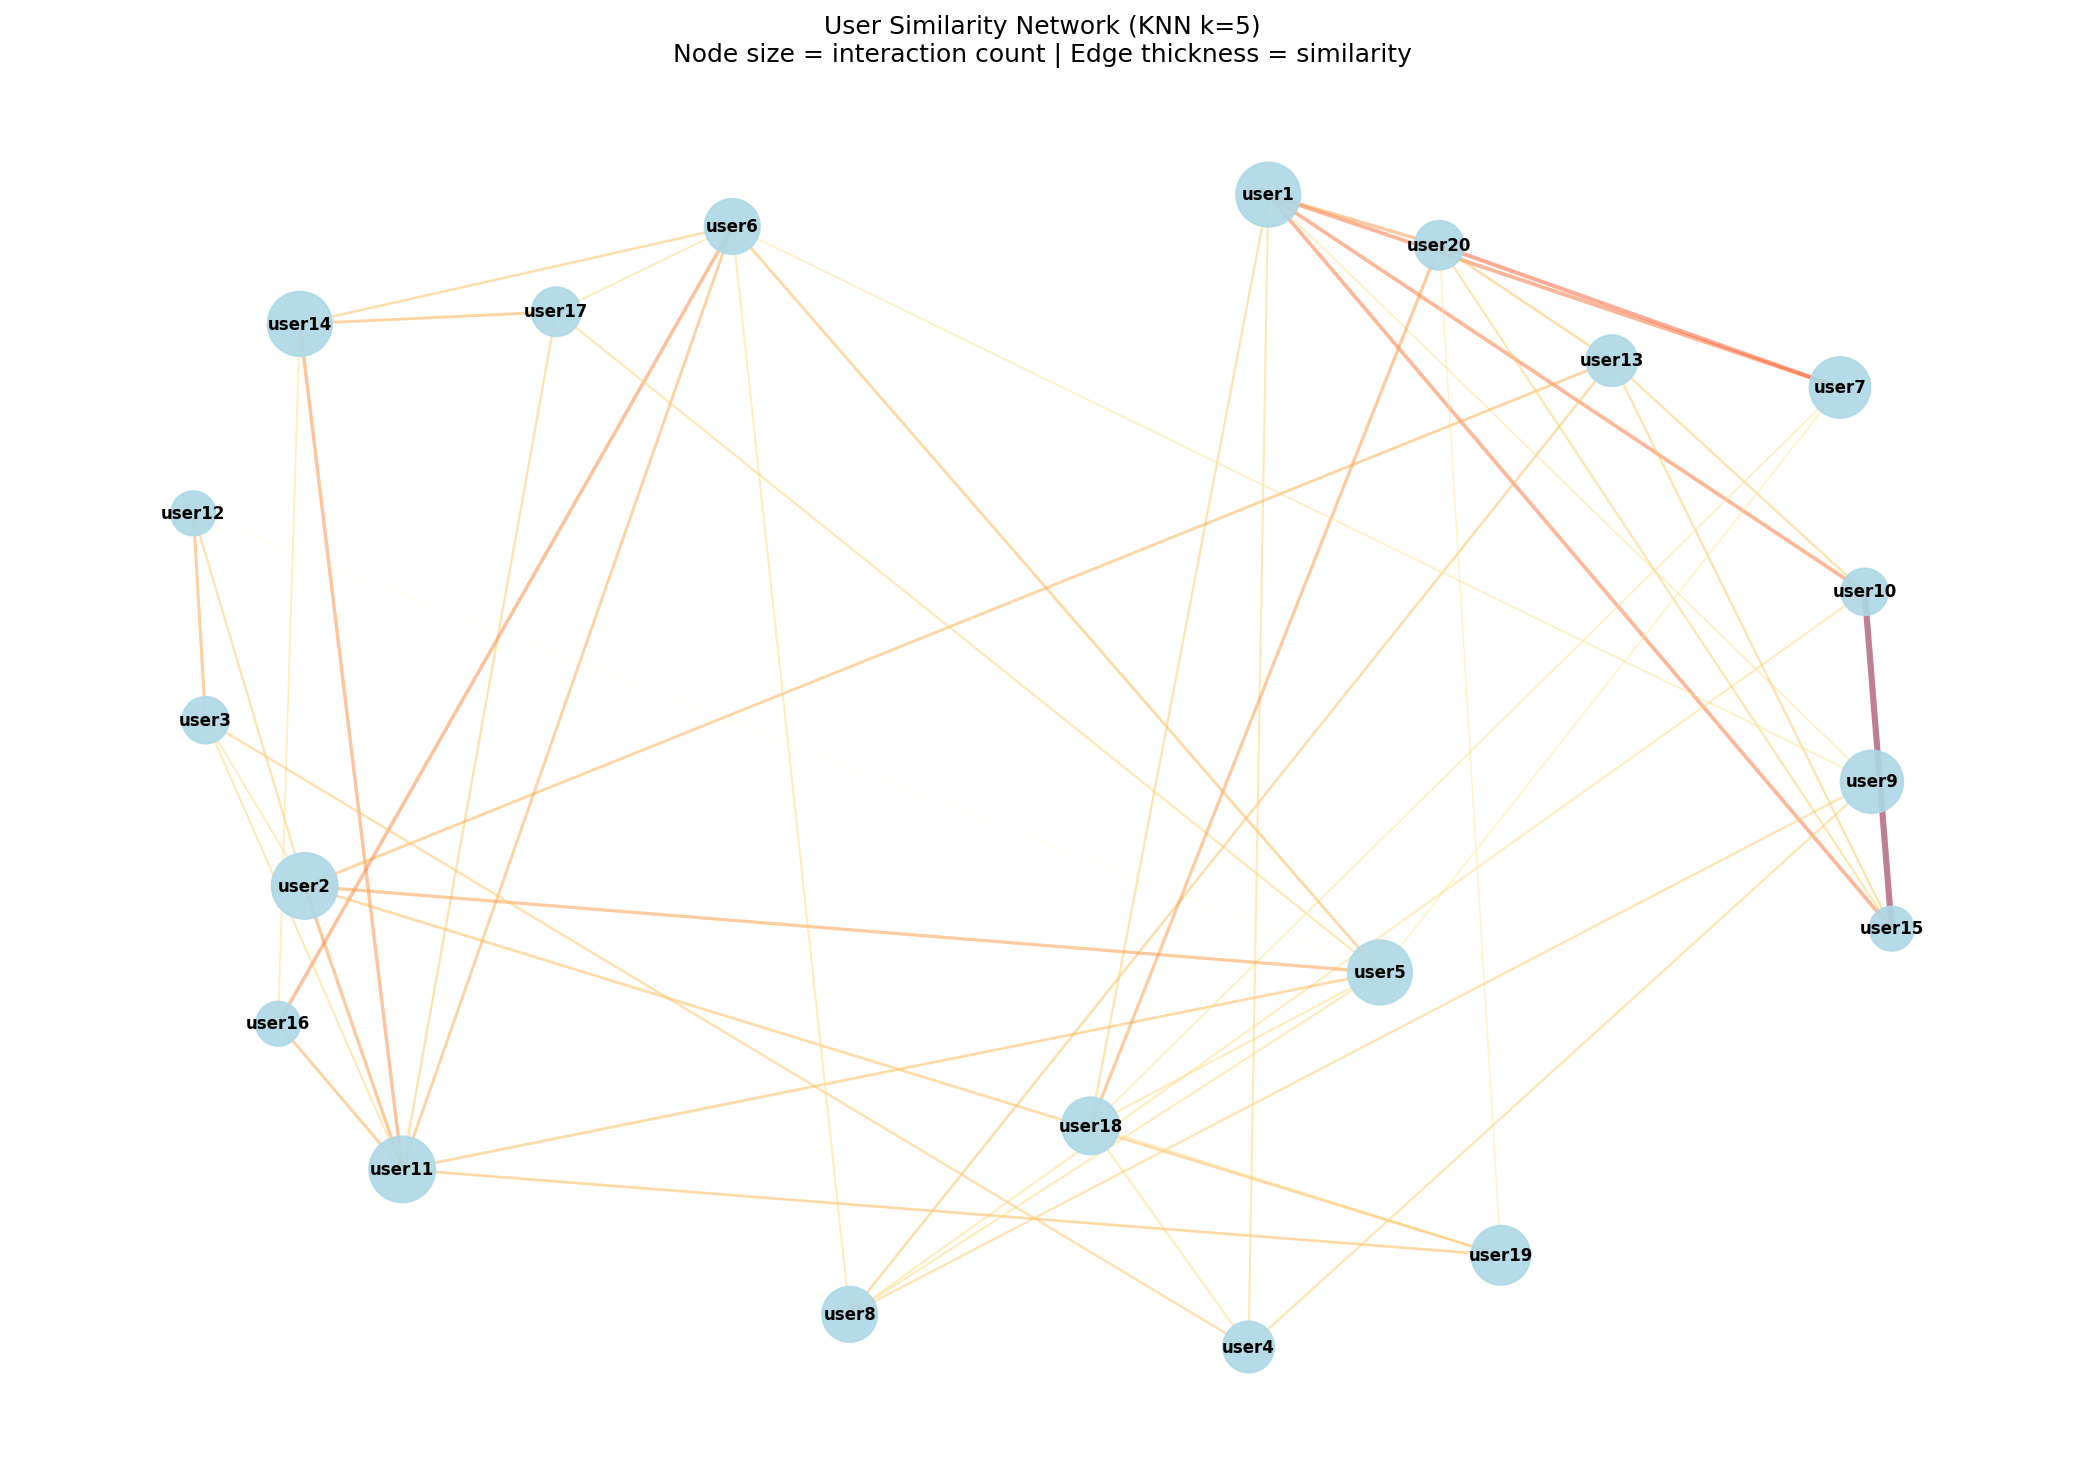 User Similarity Network (KNN k=5)
Node size = interaction count | Edge thickness = similarity
user1
user6
user20
user17
user14
user13
user7
user12
user10
user3
user9
user2
user15
user5
user16
user18
user11
user19
user8
user4